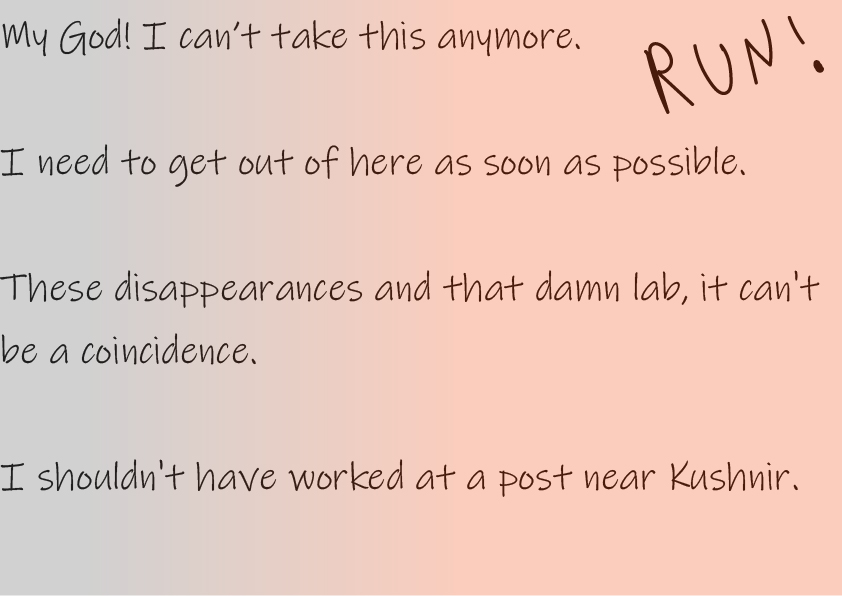 My God! I can't take this anymore.
RUN!
I need to get out of here as soon as possible.
These disappearances and that damn lab, it can't
be a coincidence.
I shouldn't have worked at a post near Kushnir.